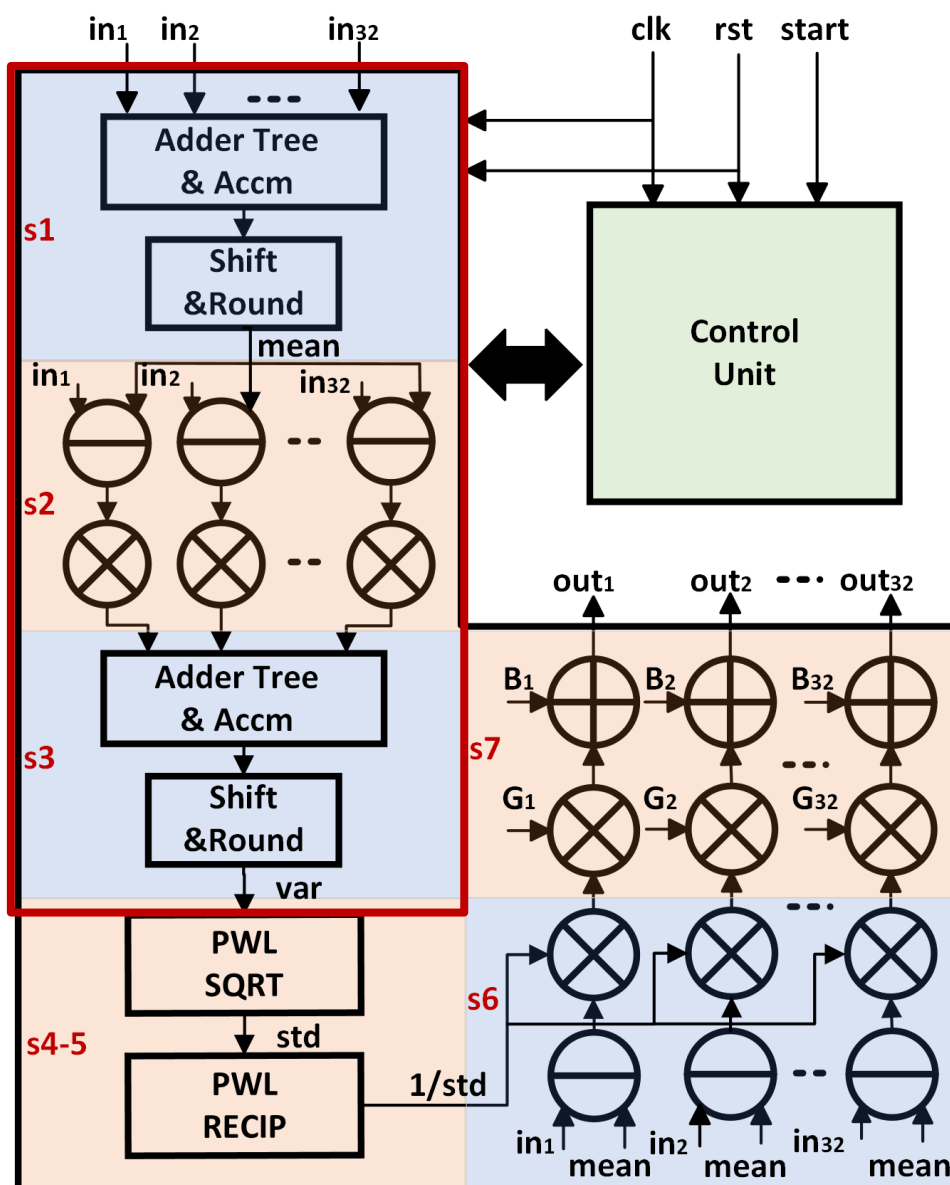 in1 in2 in32 clk rst start
Adder Tree
& Accm
s1
Shift
&Round
mean
Control
Unit
in1 in2 in32
s2
out1 out2 out32
Adder Tree
& Accm
B1 B2 B32
s3
s7
Shift
&Round
G1 G2 G32
var
PWL
SQRT
s6
s4-5
std
PWL
RECIP
1/std
in1 in2 in32
mean mean mean